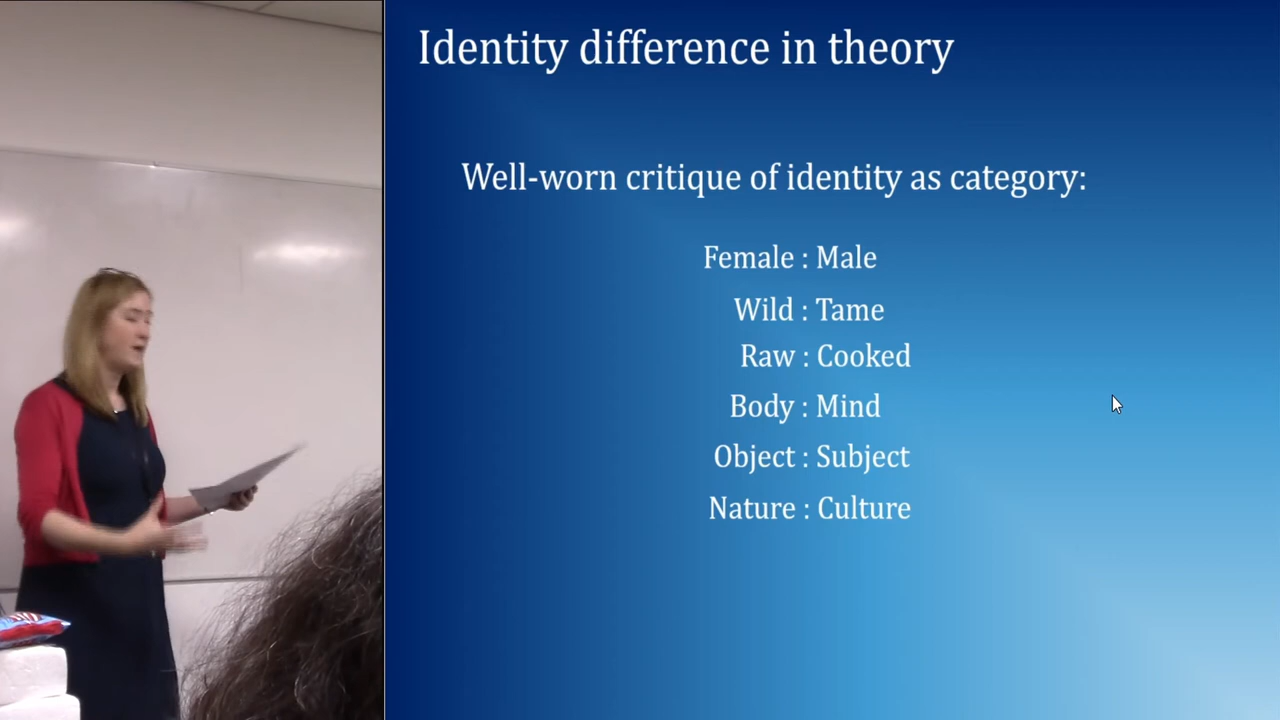 Identity difference in theory
Well-worn critique of identity as category:
Female : Male
Wild : Tame
Raw : Cooked
Body : Mind
Object : Subject
Nature : Culture